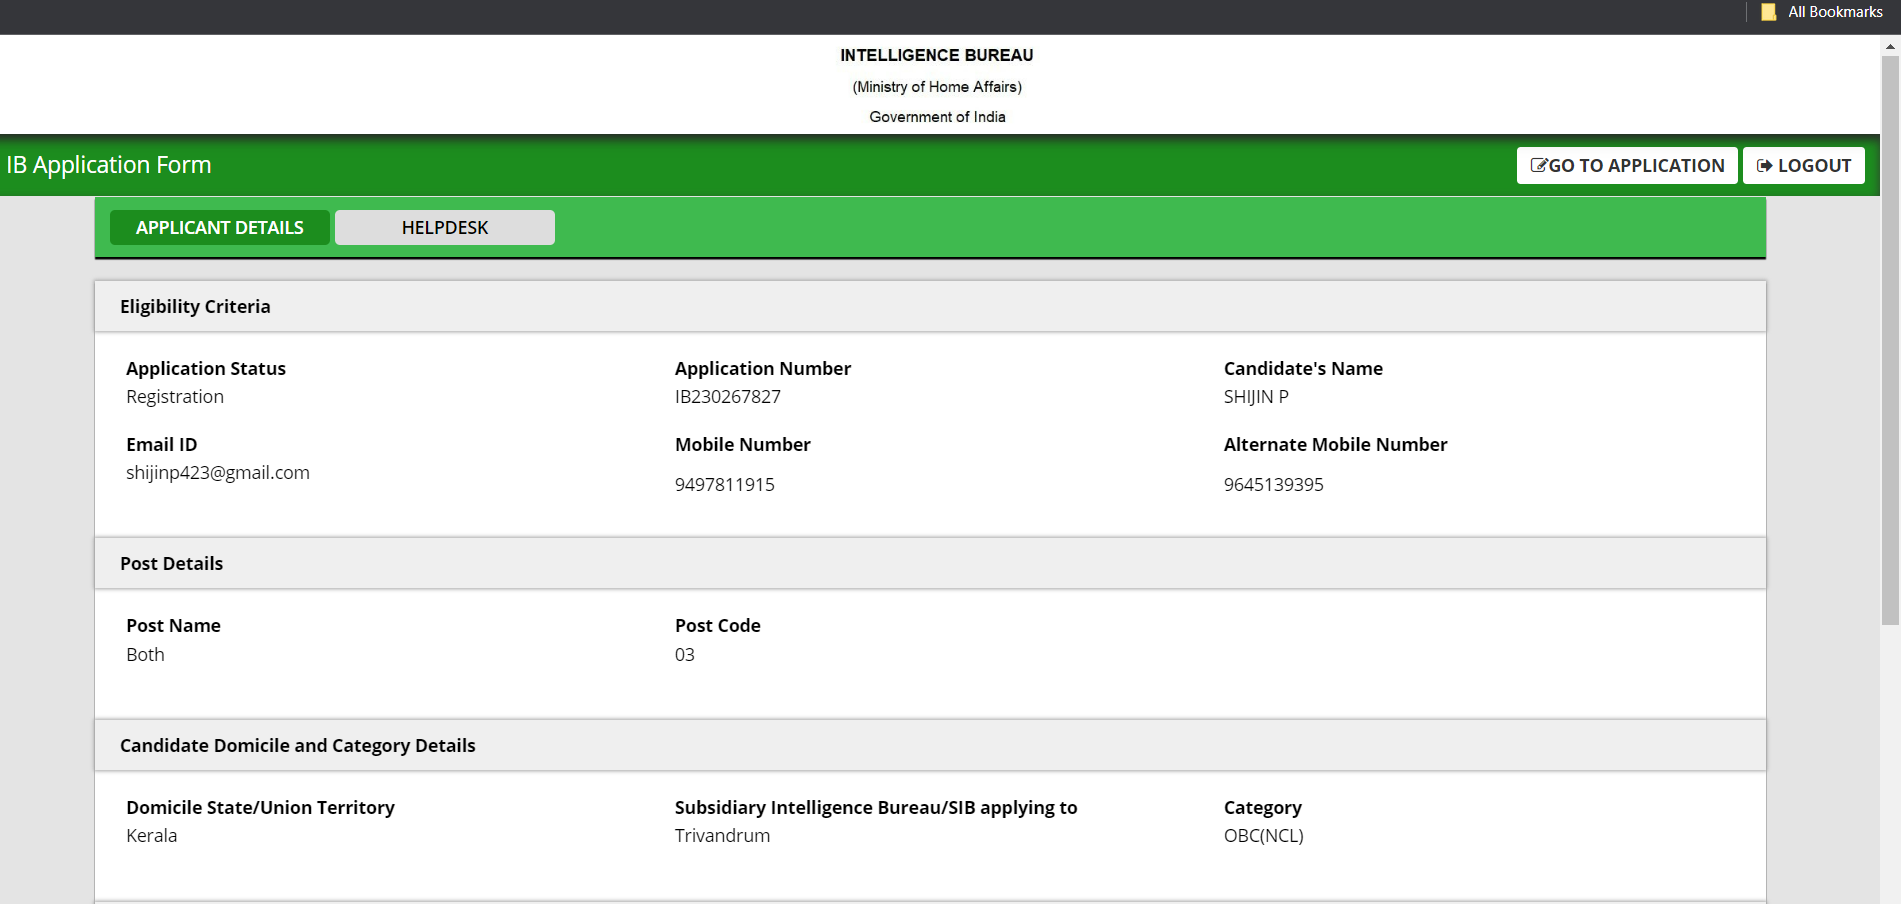 All Bookmarks
INTELLIGENCE BUREAU
(Ministry of Home Affairs)
Government of India
IB Application Form
GO TO APPLICATION
LOGOUT
APPLICANT DETAILS
HELPDESK
Eligibility Criteria
Application Status
Application Number
Candidate's Name
Registration
IB230267827
SHIJIN P
Email ID
Mobile Number
Alternate Mobile Number
shijinp423@gmail.com
9497811915
9645139395
Post Details
Post Name
Post Code
Both
03
Candidate Domicile and Category Details
Domicile State/Union Territory
Subsidiary Intelligence Bureau/SIB applying to
Category
Kerala
Trivandrum
OBC(NCL)